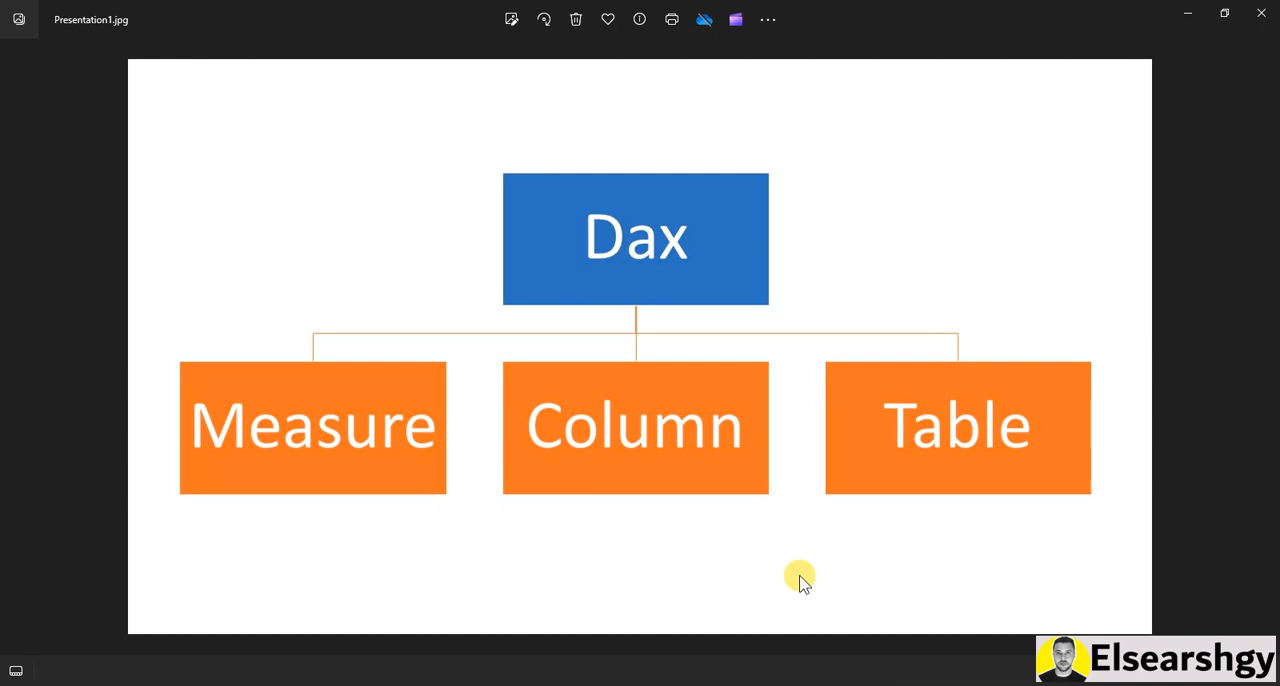 Presentation1.jpg
Dax
Measure
Column
Table
Elsearshgy